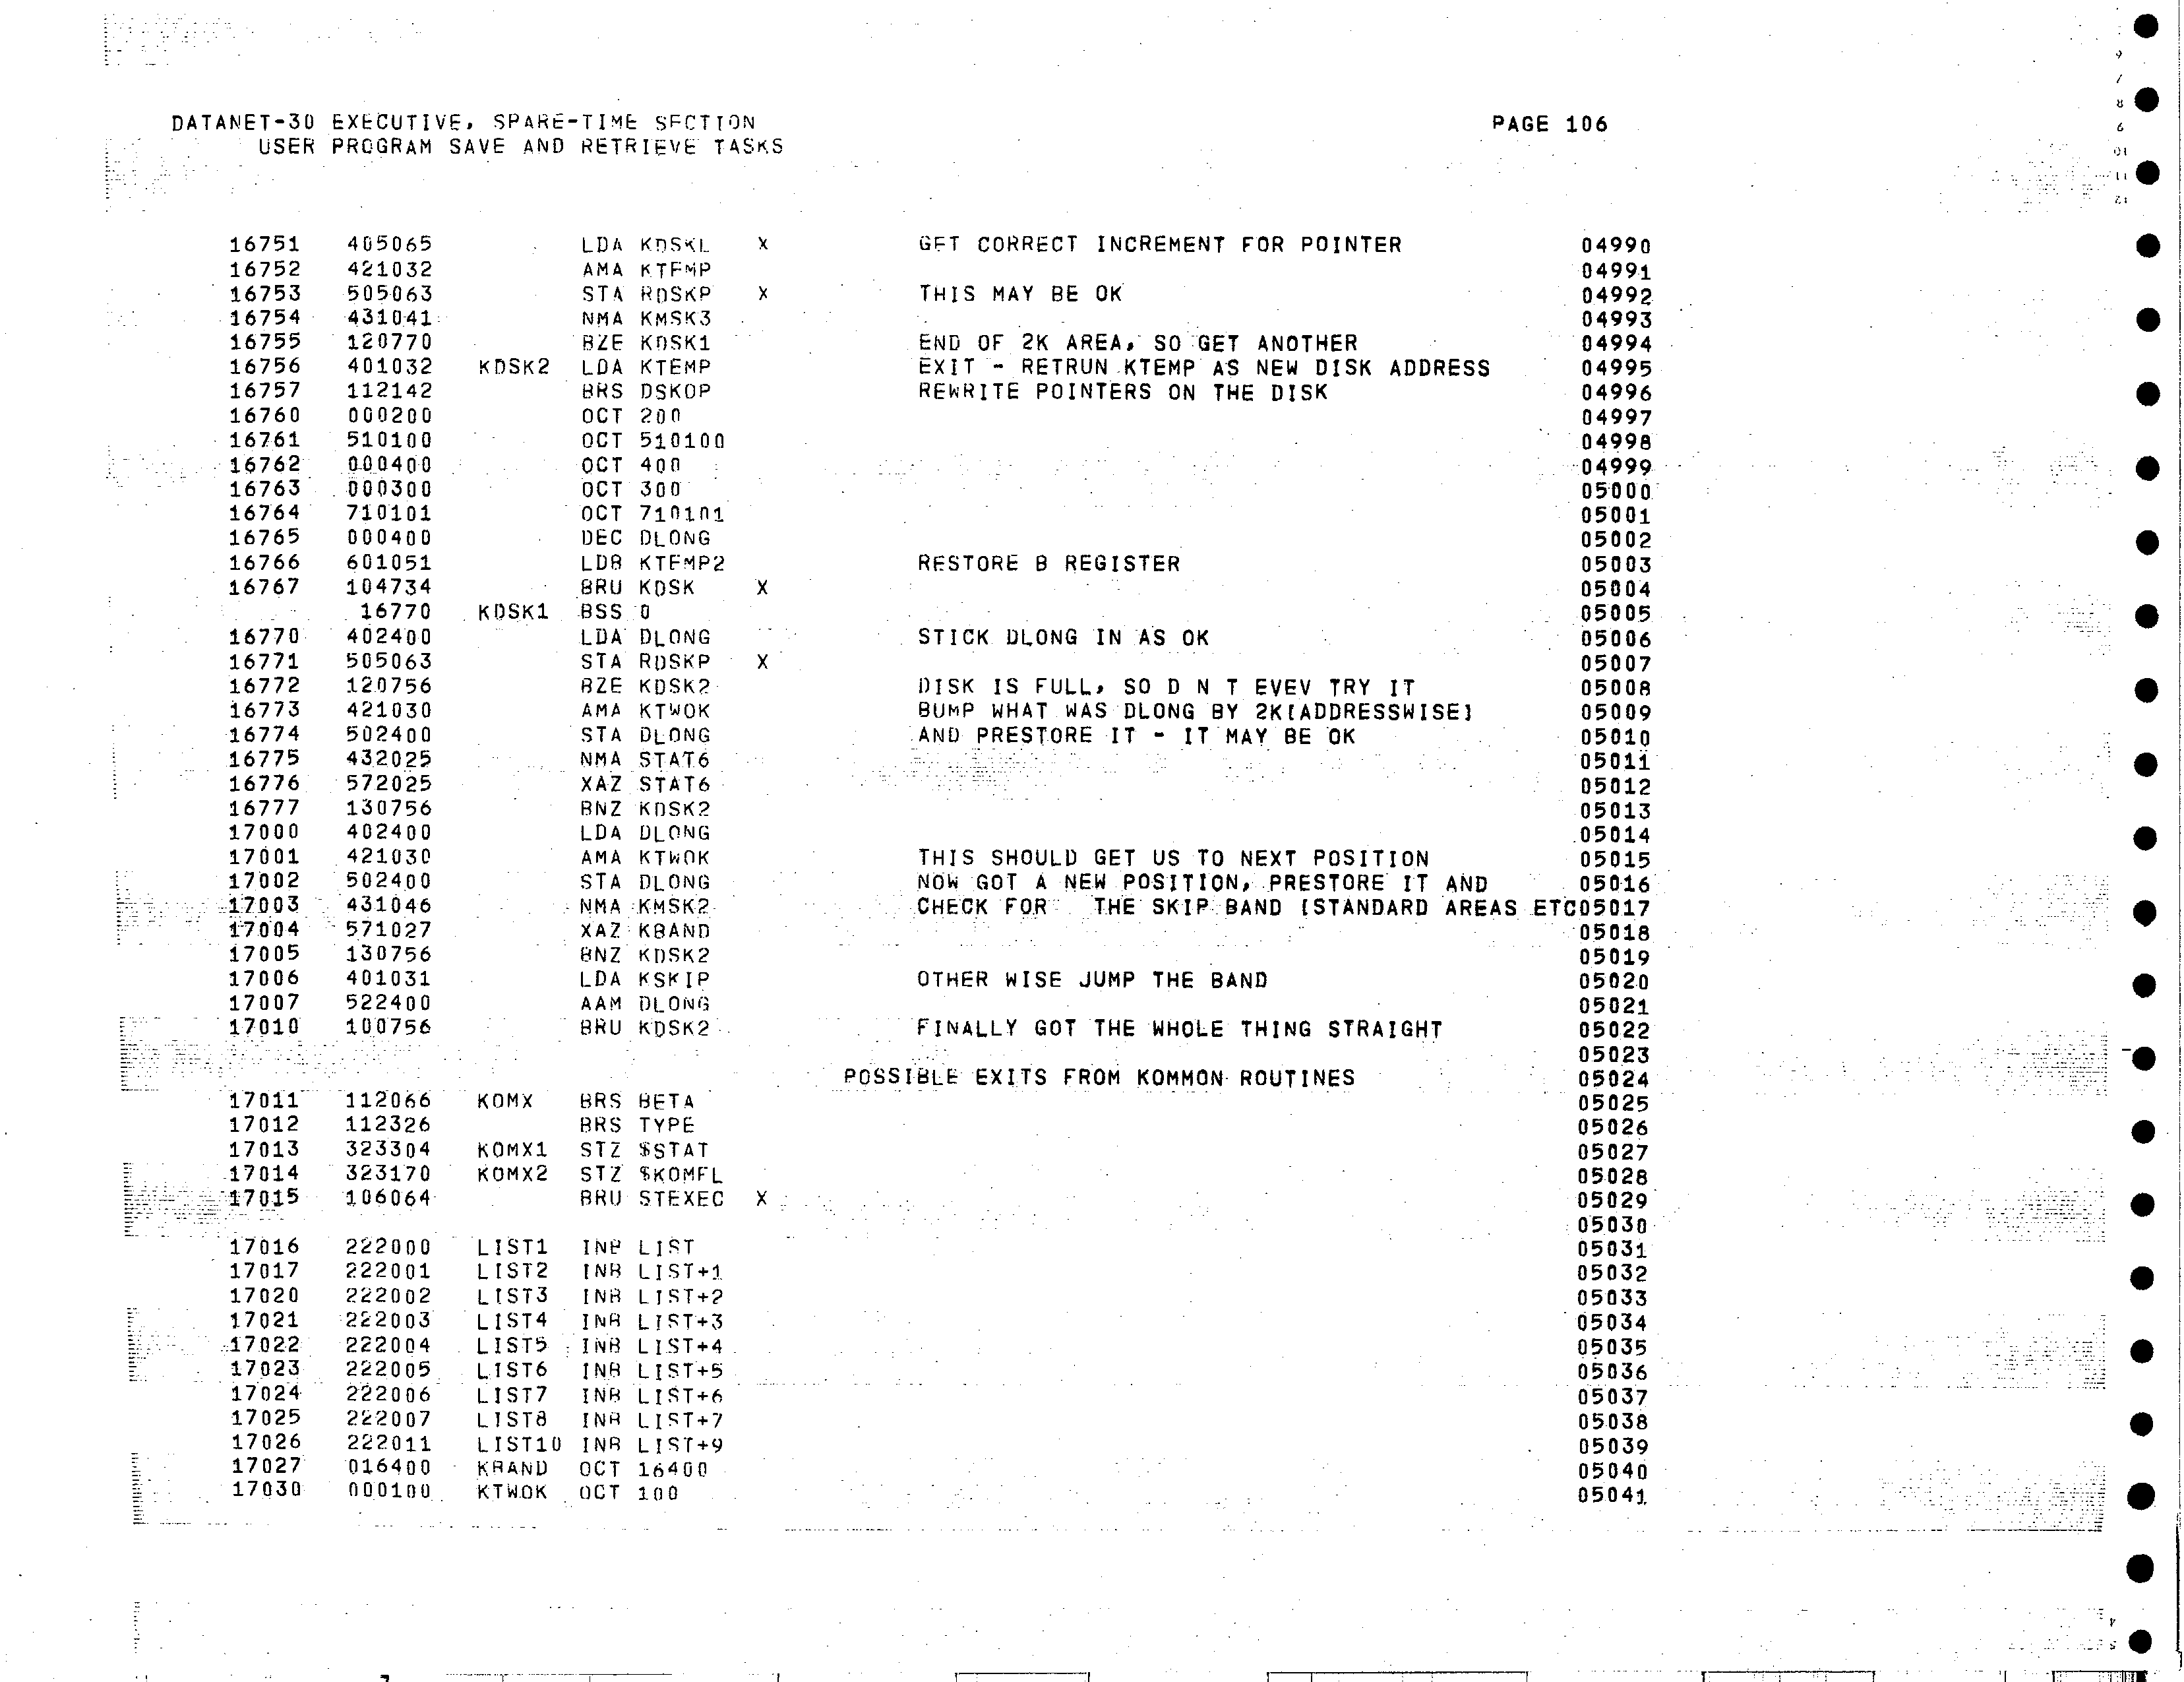 DATANET-30 EXECUTIVE, SPARE-TIME SECTION PAGE 106
USER PROGRAM SAVE AND RETRIEVE TASKS
16751 405065 LDA KDSKL X GET CORRECT INCREMENT FOR POINTER 04990
16752 421032 AMA KTEMP 04991
16753 505063 STA RDSKP X THIS MAY BE OK 04992
16754 431041 NMA KMSK3 04993
16755 120770 BZE KDSK1 END OF 2K AREA, SO GET ANOTHER 04994
16756 401032 KDSK2 LDA KTEMP EXIT - RETRUN KTEMP AS NEW DISK ADDRESS 04995
16757 112142 BRS DSKOP REWRITE POINTERS ON THE DISK 04996
16760 000200 OCT 200 04997
16761 510100 OCT 510100 04998
16762 000400 OCT 400 04999
16763 000300 OCT 300 05000
16764 710101 OCT 710101 05001
16765 000400 DEC DLONG 05002
16766 601051 LDB KTEMP2 RESTORE B REGISTER 05003
16767 104734 BRU KDSK X 05004
16770 KDSK1 BSS 0 05005
16770 402400 LDA DLONG STICK DLONG IN AS OK 05006
16771 505063 STA RDSKP X 05007
16772 120756 BZE KDSK2 DISK IS FULL, SO D N T EVEV TRY IT 05008
16773 421030 AMA KTWOK BUMP WHAT WAS DLONG BY 2K[ADDRESSWISE] 05009
16774 502400 STA DLONG AND PRESTORE IT - IT MAY BE OK 05010
16775 432025 NMA STAT6 05011
16776 572025 XAZ STAT6 05012
16777 130756 BNZ KDSK2 05013
17000 402400 LDA DLONG 05014
17001 421030 AMA KTWOK THIS SHOULD GET US TO NEXT POSITION 05015
17002 502400 STA DLONG NOW GOT A NEW POSITION, PRESTORE IT AND 05016
17003 431046 NMA KMSK2 CHECK FOR THE SKIP BAND [STANDARD AREAS ETC05017
17004 571027 XAZ KBAND 05018
17005 130756 BNZ KDSK2 05019
17006 401031 LDA KSKIP OTHER WISE JUMP THE BAND 05020
17007 522400 AAM DLONG 05021
17010 100756 BRU KDSK2 FINALLY GOT THE WHOLE THING STRAIGHT 05022
05023
POSSIBLE EXITS FROM KOMMON ROUTINES 05024
17011 112066 KOMX BRS BETA 05025
17012 112326 BRS TYPE 05026
17013 323304 KOMX1 STZ $STAT 05027
17014 323170 KOMX2 STZ $KOMFL 05028
17015 106064 BRU STEXEC X 05029
05030
17016 222000 LIST1 INB LIST 05031
17017 222001 LIST2 INB LIST+1 05032
17020 222002 LIST3 INB LIST+2 05033
17021 222003 LIST4 INB LIST+3 05034
17022 222004 LIST5 INB LIST+4 05035
17023 222005 LIST6 INB LIST+5 05036
17024 222006 LIST7 INB LIST+6 05037
17025 222007 LIST8 INB LIST+7 05038
17026 222011 LIST10 INB LIST+9 05039
17027 016400 KBAND OCT 16400 05040
17030 000100 KTWOK OCT 100 05041